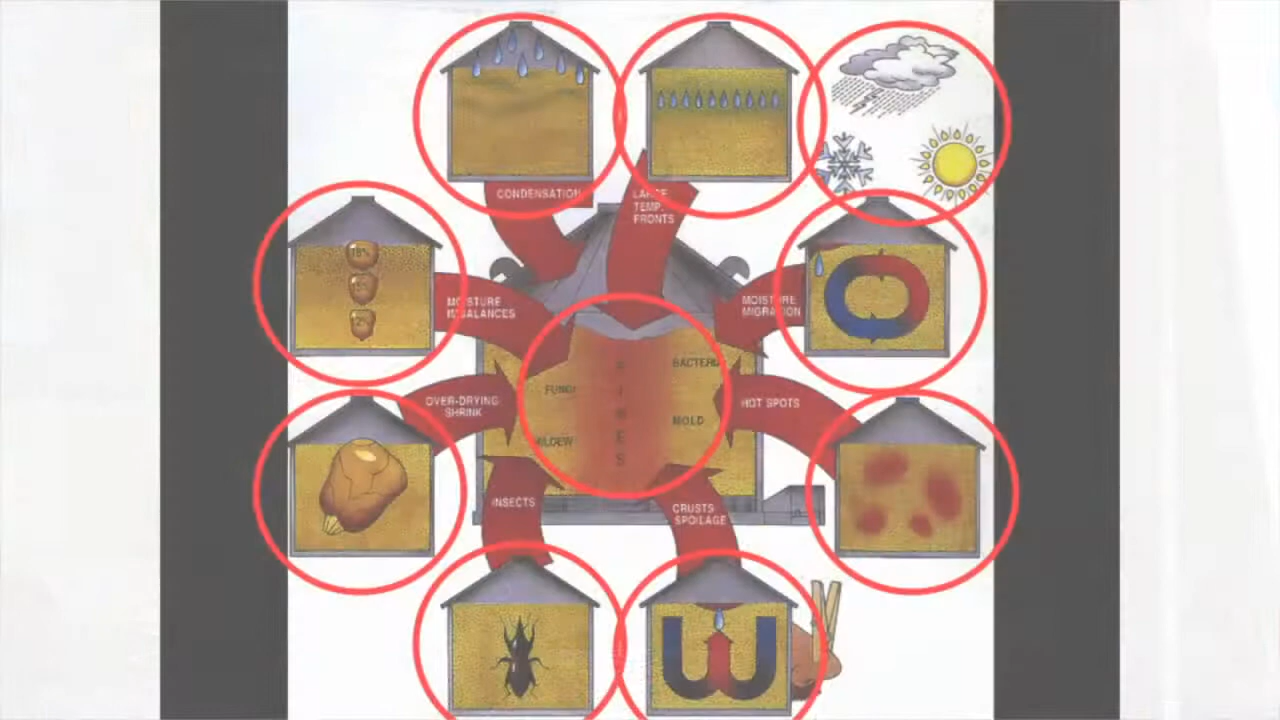 CONDENSATION
LARGE
TEMP.
FRONTS
MOISTURE
IMBALANCES
MOISTURE
MIGRATION
BACTERIA
FUNGI
FINES
MOLD
MILDEW
OVER-DRYING
SHRINK
HOT SPOTS
INSECTS
CRUSTS
SPOILAGE